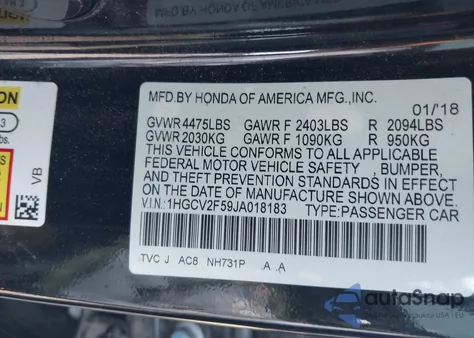 MFD.BY HONDA OF AMERICA MFG.,INC.
01/'18
GVWR 4475LBS GAWR F 2403LBS R 2094LBS
GVWR 2030KG GAWR F 1090KG R 950KG
THIS VEHICLE CONFORMS TO ALL APPLICABLE
FEDERAL MOTOR VEHICLE SAFETY , BUMPER,
AND THEFT PREVENTION STANDARDS IN EFFECT
ON THE DATE OF MANUFACTURE SHOWN ABOVE.
V.I.N:1HGCV2F59JA018183 TYPE:PASSENGER CAR
TVC J AC8 NH731P .A .A
VB
3
autoSnap